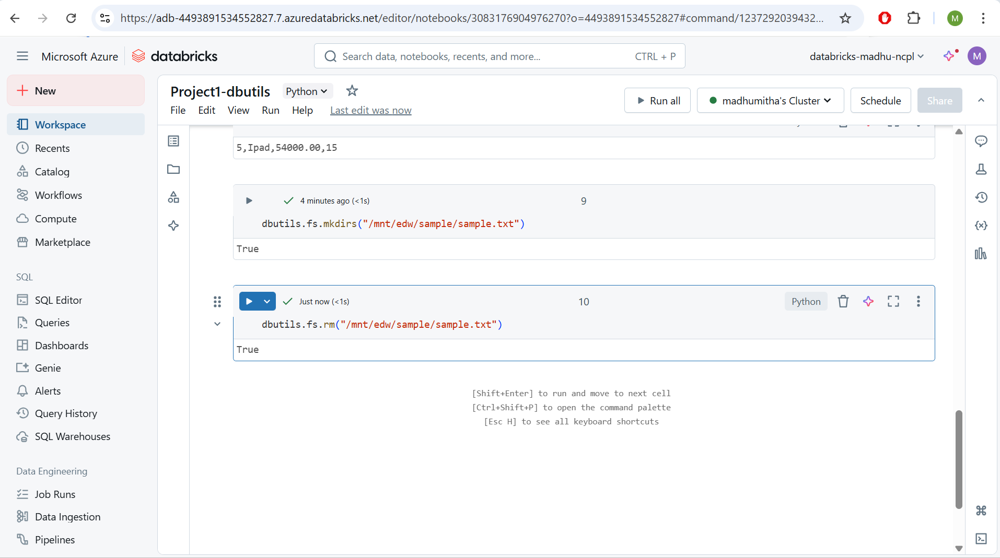 https://adb-4493891534552827.7.azuredatabricks.net/editor/notebooks/3083176904976270?o=4493891534552827#command/1237292039432...
M
Microsoft Azure
databricks
Search data, notebooks, recents, and more...
CTRL + P
databricks-madhu-ncpl
M
New
Workspace
Recents
Catalog
Workflows
Compute
Marketplace
SQL
SQL Editor
Queries
Dashboards
Genie
Alerts
Query History
SQL Warehouses
Data Engineering
Job Runs
Data Ingestion
Pipelines
Project1-dbutils
Python
File Edit View Run Help Last edit was now
Run all
madhumitha's Cluster
Schedule
Share
5,Ipad,54000.00,15
4 minutes ago (<1s)
9
dbutils.fs.mkdirs("/mnt/edw/sample/sample.txt")
True
Just now (<1s)
10
Python
dbutils.fs.rm("/mnt/edw/sample/sample.txt")
True
[Shift+Enter] to run and move to next cell
[Ctrl+Shift+P] to open the command palette
[Esc H] to see all keyboard shortcuts